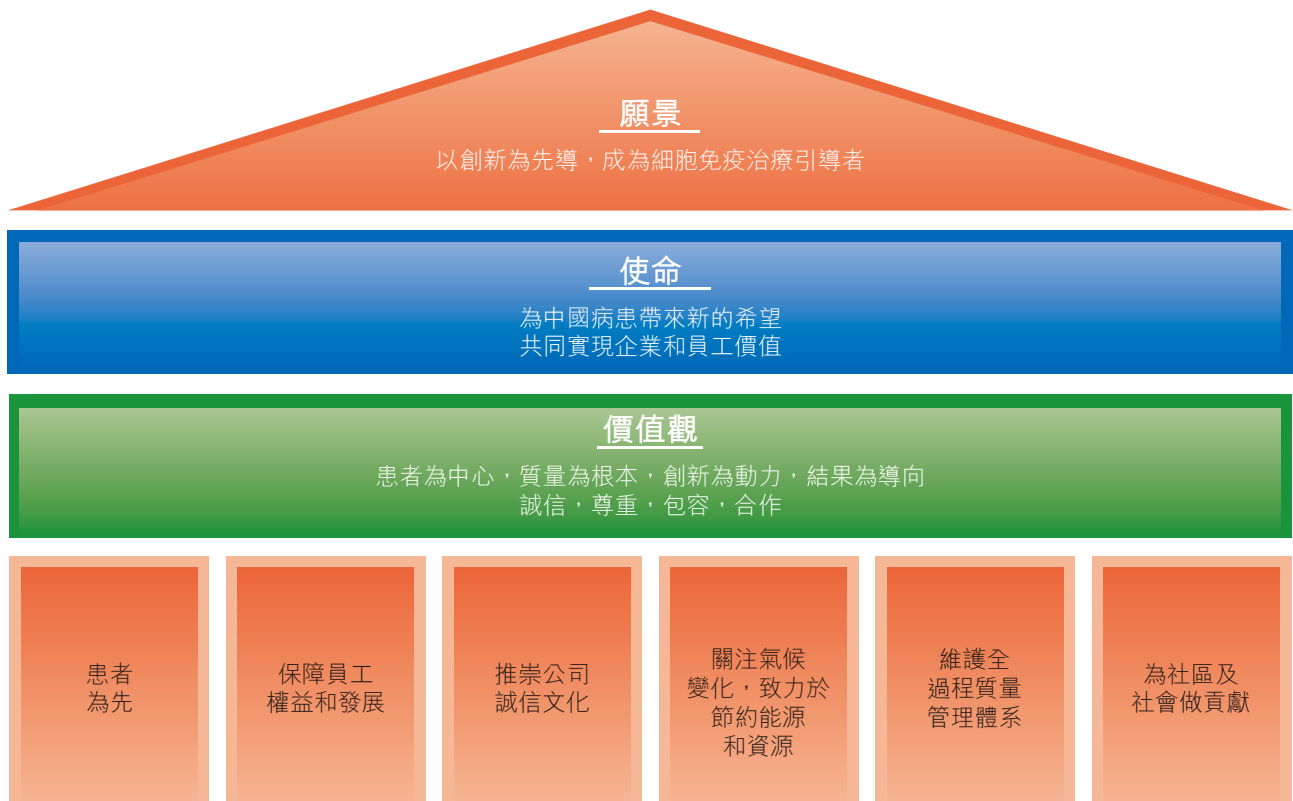 願景
以創新為先導，成為細胞免疫治療引導者
使命
為中國病患帶來新的希望
共同實現企業和員工價值
價值觀
患者為中心，質量為根本，創新為動力，結果為導向
誠信，尊重，包容，合作
患者
為先
保障員工
權益和發展
推崇公司
誠信文化
關注氣候
變化，致力於
節約能源
和資源
維護全
過程質量
管理體系
為社區及
社會做貢獻